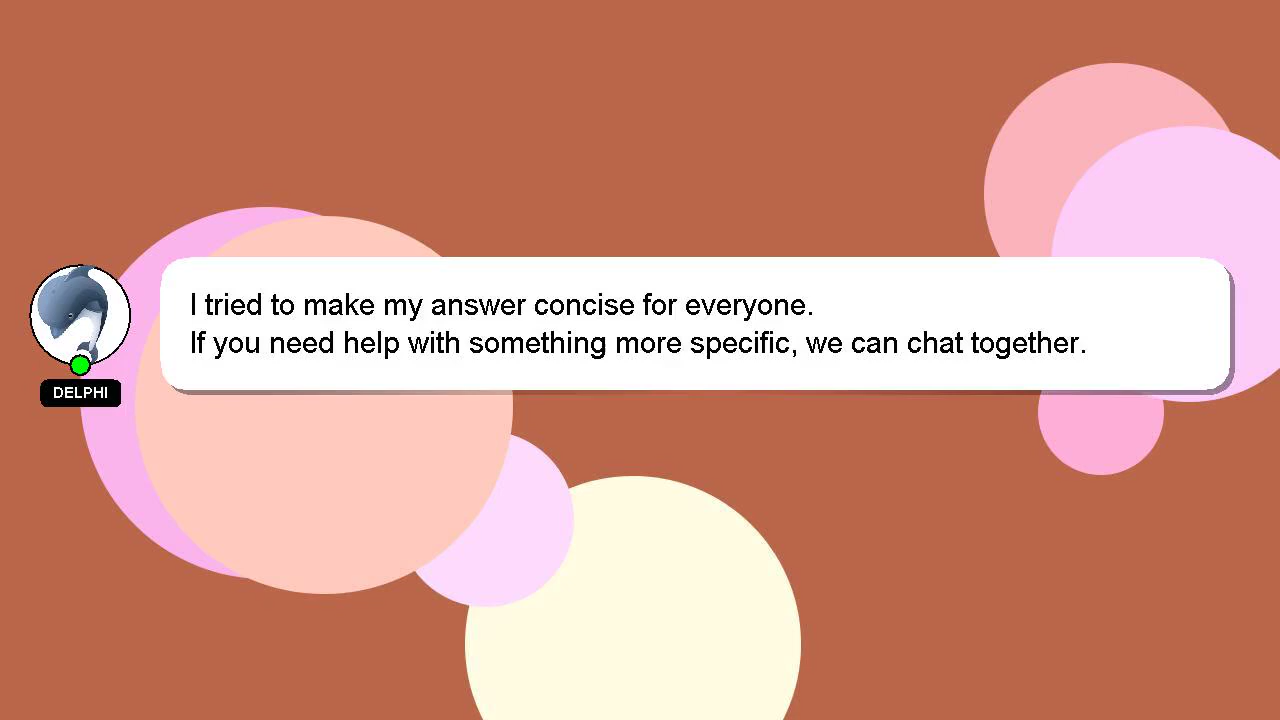 I tried to make my answer concise for everyone.
If you need help with something more specific, we can chat together.
DELPHI